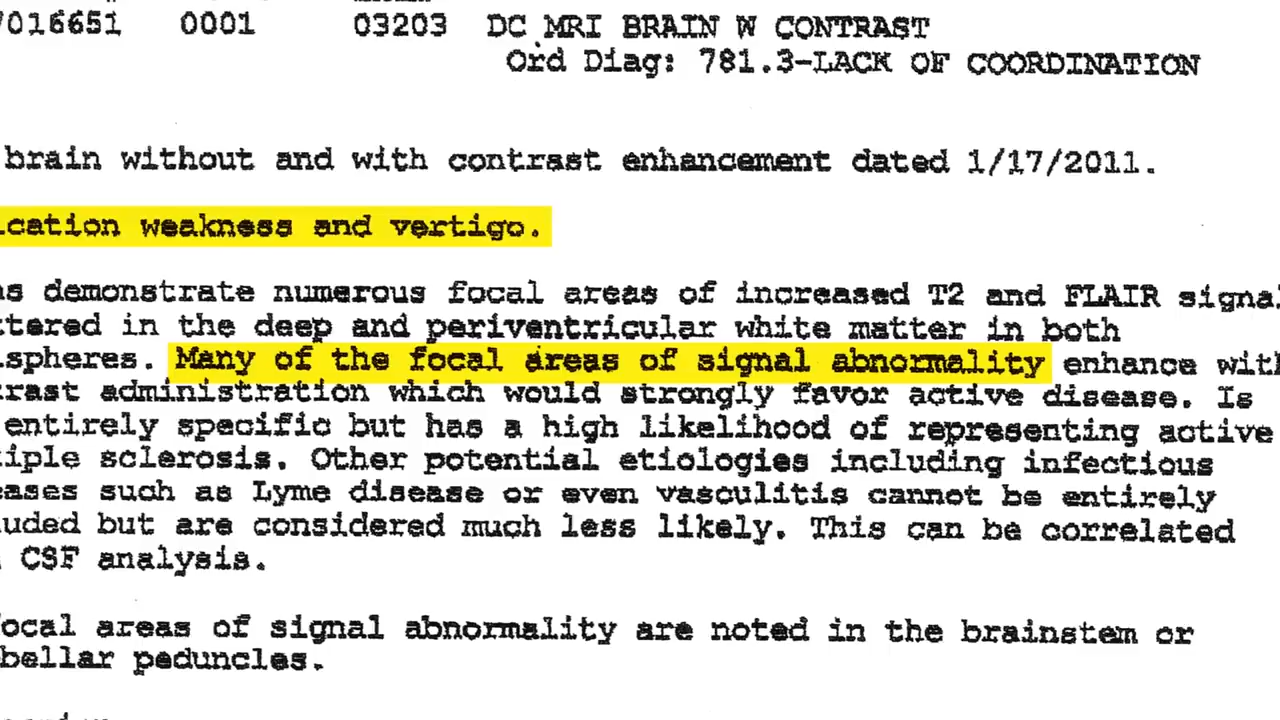 7016651 0001 03203 DC MRI BRAIN W CONTRAST
Ord Diag: 781.3-LACK OF COORDINATION
brain without and with contrast enhancement dated 1/17/2011.
ication weakness and vertigo.
ns demonstrate numerous focal areas of increased T2 and FLAIR signal
ttered in the deep and periventricular white matter in both
ispheres. Many of the focal areas of signal abnormality enhance with
trast administration which would strongly favor active disease. Is
entirely specific but has a high likelihood of representing active
tiple sclerosis. Other potential etiologies including infectious
eases such as Lyme disease or even vasculitis cannot be entirely
luded but are considered much less likely. This can be correlated
CSF analysis.
focal areas of signal abnormality are noted in the brainstem or
bellar peduncles.